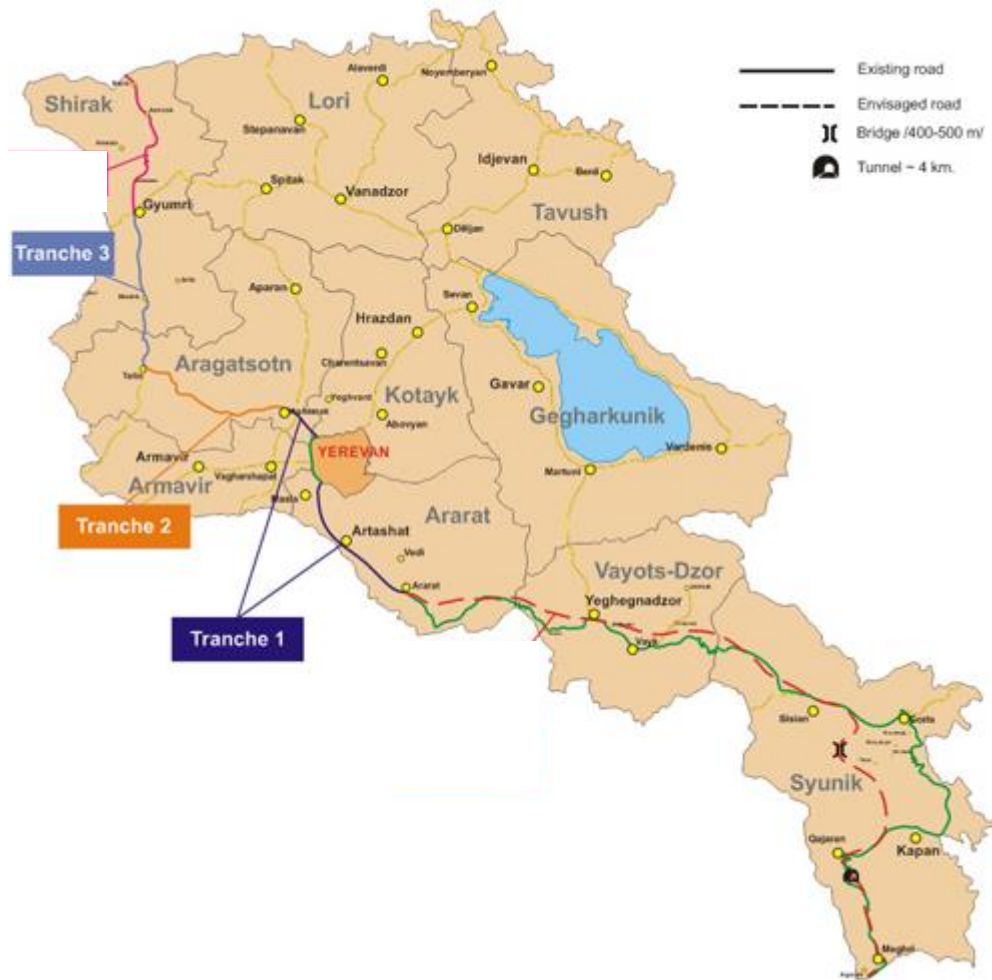 Existing road
Envisaged road
Bridge /400-500 m/
Tunnel ~ 4 km.
Alaverdi
Noyemberyan
Shirak
Lori
Stepanavan
Idjevan
Berd
Spitak
Vanadzor
Gyumri
Tavush
Dilijan
Tranche 3
Aparan
Sevan
Hrazdan
Charentsavan
Aragatsotn
Talin
Kotayk
Gavar
Yeghvard
Abovyan
Gegharkunik
YEREVAN
Vardenis
Armavir
Vagharshapat
Martuni
Armavir
Masis
Tranche 2
Ararat
Artashat
Vedi
Vayots-Dzor
Ararat
Yeghegnadzor
Tranche 1
Vayk
Sisian
Goris
Syunik
Qajaran
Kapan
Meghri